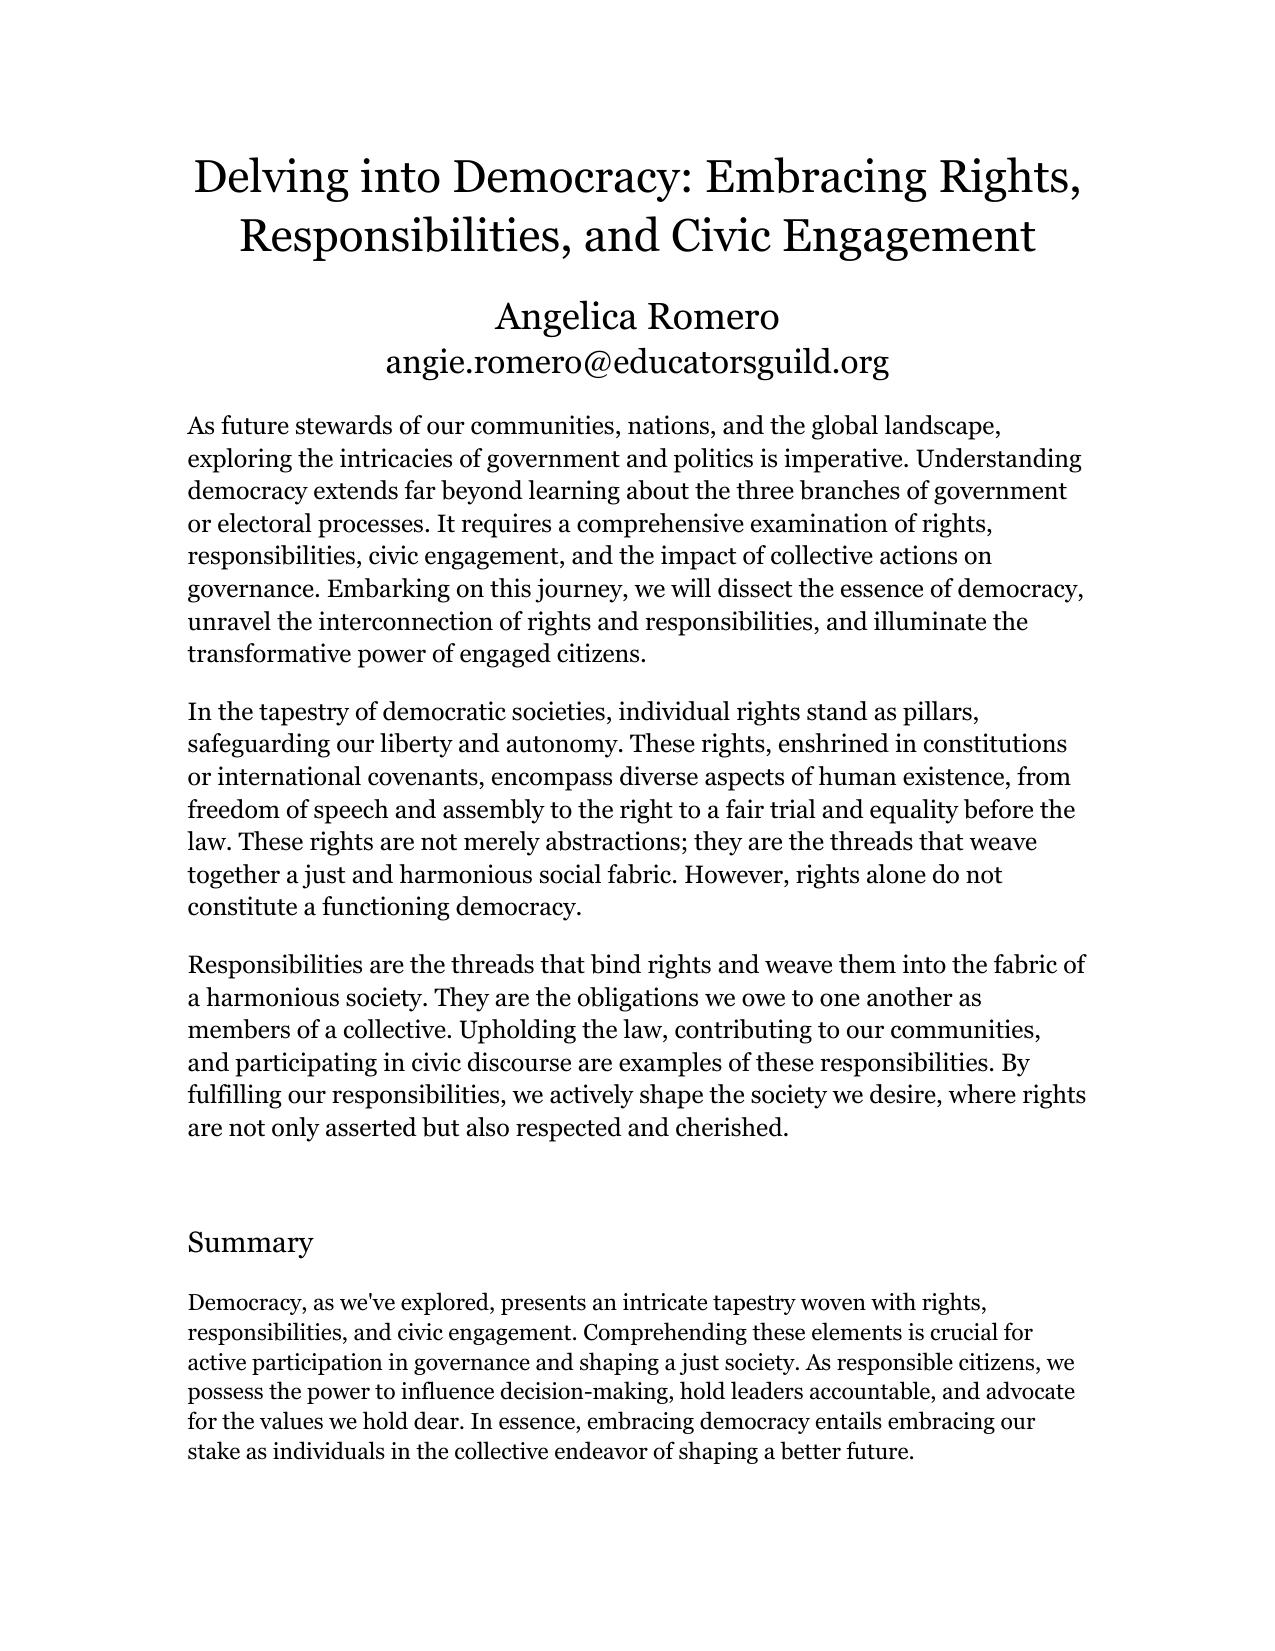 Delving into Democracy: Embracing Rights,
Responsibilities, and Civic Engagement
Angelica Romero
angie.romero@educatorsguild.org
As future stewards of our communities, nations, and the global landscape,
exploring the intricacies of government and politics is imperative. Understanding
democracy extends far beyond learning about the three branches of government
or electoral processes. It requires a comprehensive examination of rights,
responsibilities, civic engagement, and the impact of collective actions on
governance. Embarking on this journey, we will dissect the essence of democracy,
unravel the interconnection of rights and responsibilities, and illuminate the
transformative power of engaged citizens.
In the tapestry of democratic societies, individual rights stand as pillars,
safeguarding our liberty and autonomy. These rights, enshrined in constitutions
or international covenants, encompass diverse aspects of human existence, from
freedom of speech and assembly to the right to a fair trial and equality before the
law. These rights are not merely abstractions; they are the threads that weave
together a just and harmonious social fabric. However, rights alone do not
constitute a functioning democracy.
Responsibilities are the threads that bind rights and weave them into the fabric of
a harmonious society. They are the obligations we owe to one another as
members of a collective. Upholding the law, contributing to our communities,
and participating in civic discourse are examples of these responsibilities. By
fulfilling our responsibilities, we actively shape the society we desire, where rights
are not only asserted but also respected and cherished.
Summary
Democracy, as we've explored, presents an intricate tapestry woven with rights,
responsibilities, and civic engagement. Comprehending these elements is crucial for
active participation in governance and shaping a just society. As responsible citizens, we
possess the power to influence decision-making, hold leaders accountable, and advocate
for the values we hold dear. In essence, embracing democracy entails embracing our
stake as individuals in the collective endeavor of shaping a better future.